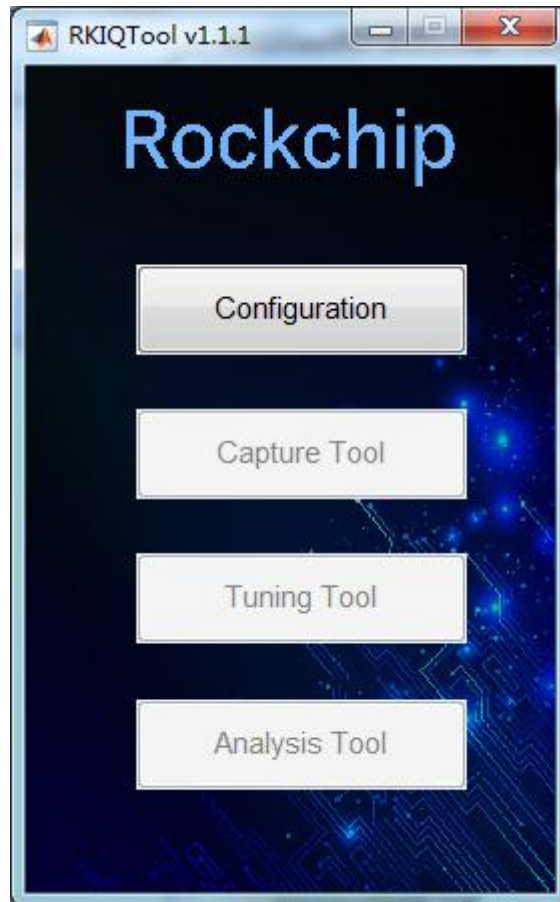 RKIQTool v1.1.1
Rockchip
Configuration
Capture Tool
Tuning Tool
Analysis Tool